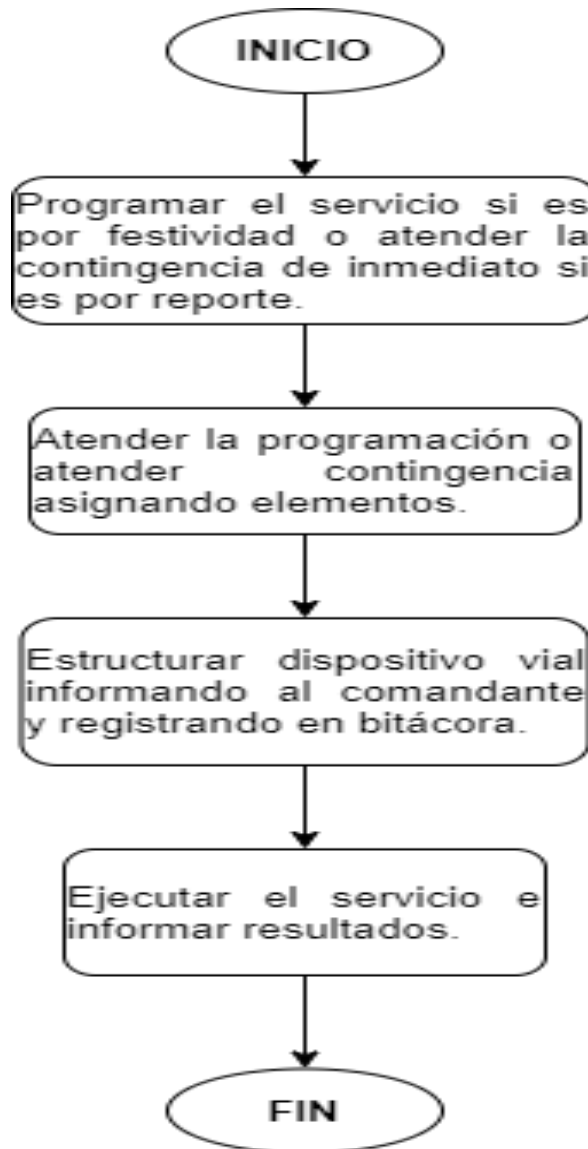 INICIO
Programar el servicio si es
por festividad o atender la
contingencia de inmediato si
es por reporte.
Atender la programación o
atender contingencia
asignando elementos.
Estructurar dispositivo vial
informando al comandante
y registrando en bitácora.
Ejecutar el servicio e
informar resultados.
FIN